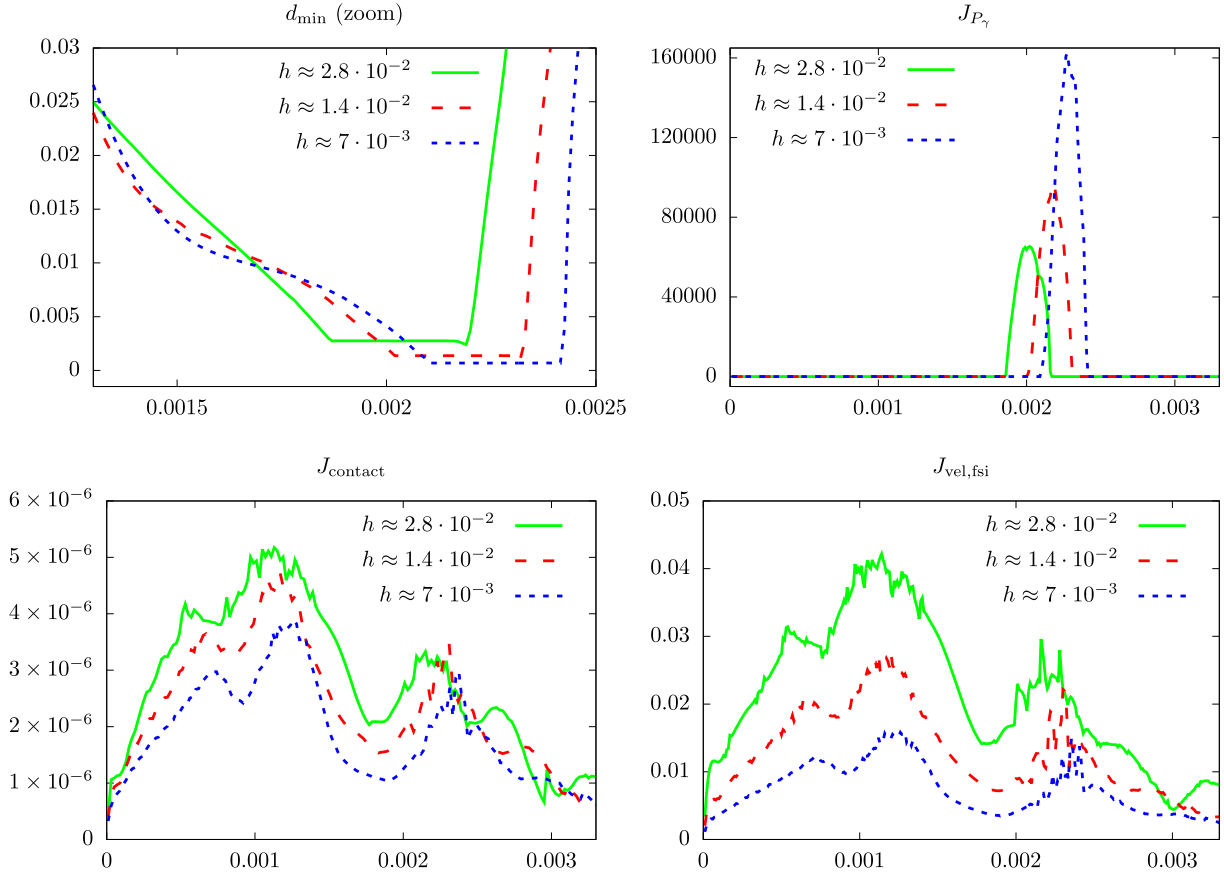 d_min (zoom)
0.03
0.025
0.02
0.015
0.01
0.005
0
0.0015 0.002 0.0025
h ≈ 2.8 · 10⁻²
h ≈ 1.4 · 10⁻²
h ≈ 7 · 10⁻³
J_{P_γ}
160000
120000
80000
40000
0
0 0.001 0.002 0.003
h ≈ 2.8 · 10⁻²
h ≈ 1.4 · 10⁻²
h ≈ 7 · 10⁻³
J_contact
6 × 10⁻⁶
5 × 10⁻⁶
4 × 10⁻⁶
3 × 10⁻⁶
2 × 10⁻⁶
1 × 10⁻⁶
0
0 0.001 0.002 0.003
h ≈ 2.8 · 10⁻²
h ≈ 1.4 · 10⁻²
h ≈ 7 · 10⁻³
J_vel,fsi
0.05
0.04
0.03
0.02
0.01
0
0 0.001 0.002 0.003
h ≈ 2.8 · 10⁻²
h ≈ 1.4 · 10⁻²
h ≈ 7 · 10⁻³